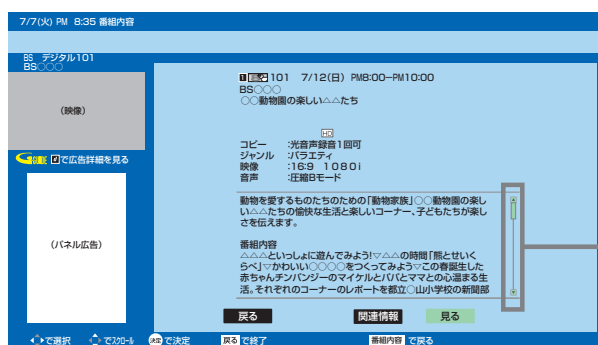 7/7(火) PM 8:35 番組内容
BS デジタル101
BS○○○
(映像)
で広告詳細を見る
(パネル広告)
101 7/12(日) PM8:00−PM10:00
BS○○○
○○動物園の楽しい△△たち
HD
コピー :光音声録音1回可
ジャンル :バラエティ
映像 :16:9 1080i
音声 :圧縮Bモード
動物を愛するものたちのための「動物家族」○○動物園の楽し
い△△たちの愉快な生活と楽しいコーナー、子どもたちが楽し
さを伝えます。
番組内容
△△△といっしょに遊んでみよう!▽△△の時間「熊とせいく
らべ」▽かわいい○○○○をつくってみよう▽この春誕生した
赤ちゃんチンパンジーのマイケルとパパとママとの心温まる生
活。それぞれのコーナーのレポートを都立○山小学校の新聞部
戻る 関連情報 見る
で選択 でスクロール 決定 で決定 戻る で終了 番組内容 で戻る